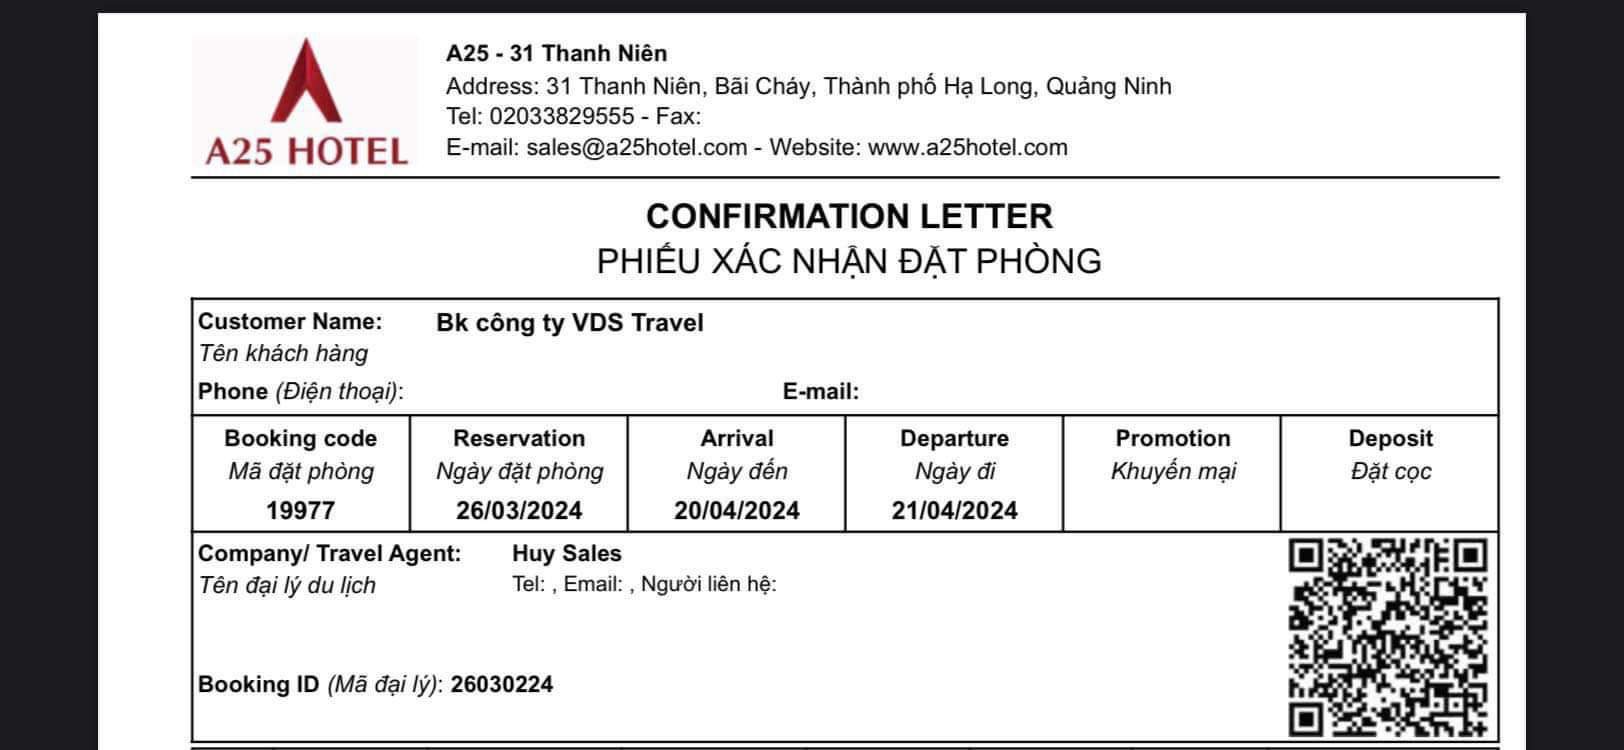 A25 HOTEL
A25 - 31 Thanh Niên
Address: 31 Thanh Niên, Bãi Cháy, Thành phố Hạ Long, Quảng Ninh
Tel: 02033829555 - Fax:
E-mail: sales@a25hotel.com - Website: www.a25hotel.com
CONFIRMATION LETTER
PHIẾU XÁC NHẬN ĐẶT PHÒNG
Customer Name: Bk công ty VDS Travel
Tên khách hàng
Phone (Điện thoại): E-mail:
Booking code Reservation Arrival Departure Promotion Deposit
Mã đặt phòng Ngày đặt phòng Ngày đến Ngày đi Khuyến mại Đặt cọc
19977 26/03/2024 20/04/2024 21/04/2024
Company/ Travel Agent: Huy Sales
Tên đại lý du lịch Tel: , Email: , Người liên hệ:
Booking ID (Mã đại lý): 26030224